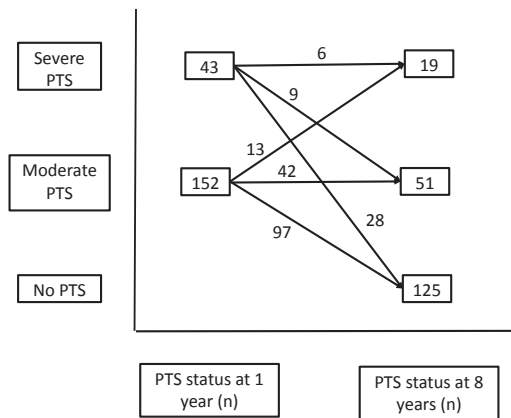 Severe
PTS
43
6
19
9
13
Moderate
PTS
152
42
51
28
97
No PTS
125
PTS status at 1
year (n)
PTS status at 8
years (n)